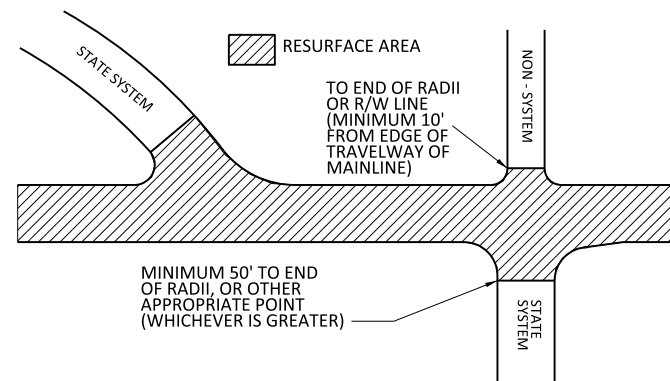 STATE SYSTEM
RESURFACE AREA
TO END OF RADII
OR R/W LINE
(MINIMUM 10'
FROM EDGE OF
TRAVELWAY OF
MAINLINE)
NON - SYSTEM
MINIMUM 50' TO END
OF RADII, OR OTHER
APPROPRIATE POINT
(WHICHEVER IS GREATER)
STATE
SYSTEM